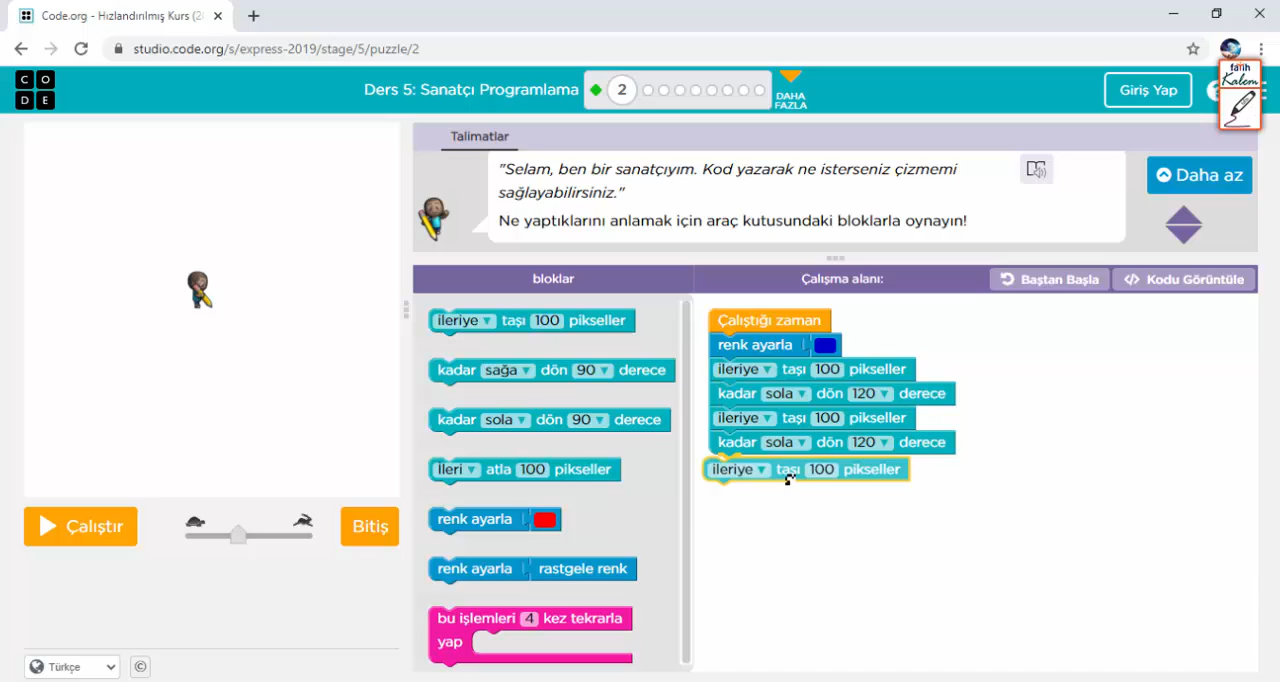 Code.org - Hızlandırılmış Kurs (2
studio.code.org/s/express-2019/stage/5/puzzle/2
C O
D E
Ders 5: Sanatçı Programlama
2
DAHA
FAZLA
Giriş Yap
fatih
Kalem
Talimatlar
"Selam, ben bir sanatçıyım. Kod yazarak ne isterseniz çizmemi
sağlayabilirsiniz."
Ne yaptıklarını anlamak için araç kutusundaki bloklarla oynayın!
Daha az
bloklar
Çalışma alanı:
Baştan Başla
</> Kodu Görüntüle
ileriye taşı 100 pikseller
kadar sağa dön 90 derece
kadar sola dön 90 derece
Ileri atla 100 pikseller
renk ayarla
renk ayarla rastgele renk
bu işlemleri 4 kez tekrarla
yap
Çalıştığı zaman
renk ayarla
ileriye taşı 100 pikseller
kadar sola dön 120 derece
ileriye taşı 100 pikseller
kadar sola dön 120 derece
ileriye taşı 100 pikseller
Çalıştır
Bitiş
Türkçe
©